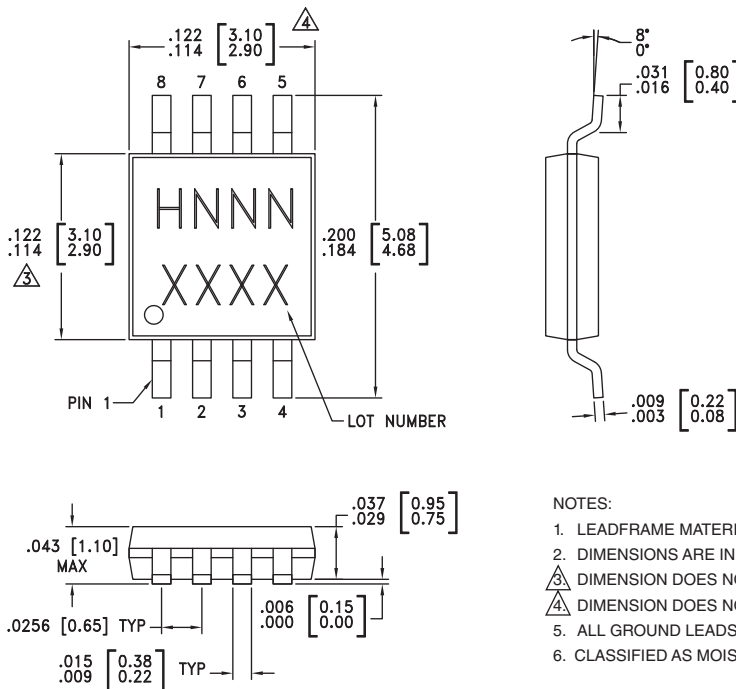 .122 [3.10]
.114 [2.90]
4
8 7 6 5
HNNN
XXXX
.122 [3.10]
.114 [2.90]
3
.200 [5.08]
.184 [4.68]
PIN 1
1 2 3 4
LOT NUMBER
8°
0°
.031 [0.80]
.016 [0.40]
.009 [0.22]
.003 [0.08]
.037 [0.95]
.029 [0.75]
.043 [1.10]
MAX
.006 [0.15]
.000 [0.00]
.0256 [0.65] TYP
.015 [0.38]
.009 [0.22]
TYP
NOTES:
1. LEADFRAME MATERI
2. DIMENSIONS ARE IN
3. DIMENSION DOES NO
4. DIMENSION DOES NO
5. ALL GROUND LEADS
6. CLASSIFIED AS MOIS